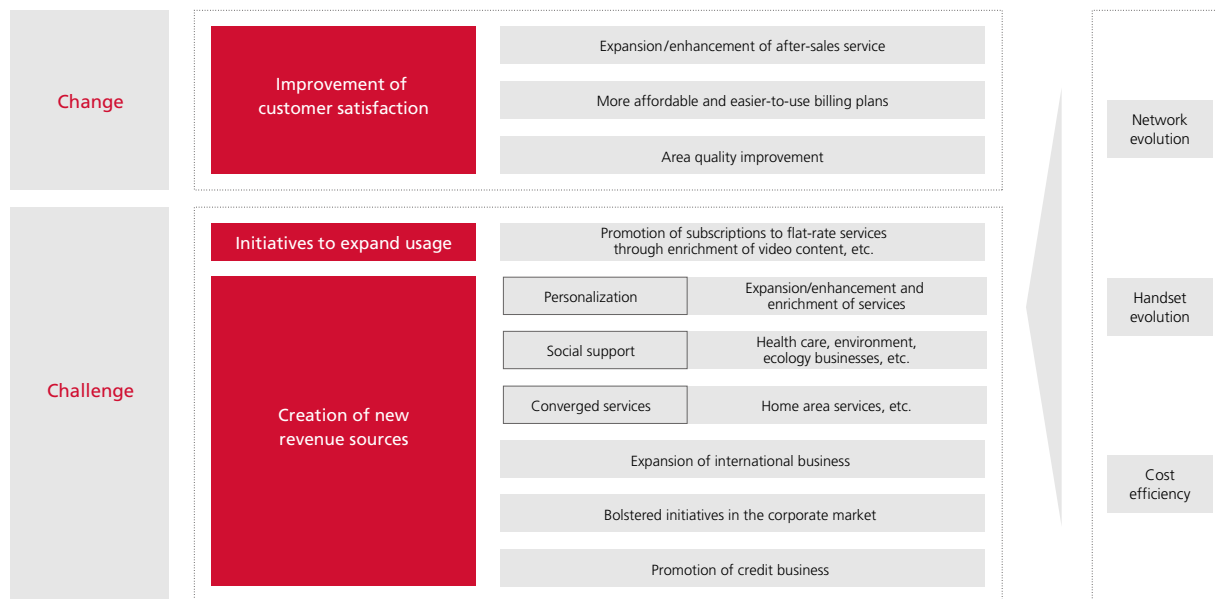 Change
Improvement of
customer satisfaction
Expansion/enhancement of after-sales service
More affordable and easier-to-use billing plans
Area quality improvement
Challenge
Initiatives to expand usage
Promotion of subscriptions to flat-rate services
through enrichment of video content, etc.
Creation of new
revenue sources
Personalization
Expansion/enhancement and
enrichment of services
Social support
Health care, environment,
ecology businesses, etc.
Converged services
Home area services, etc.
Expansion of international business
Bolstered initiatives in the corporate market
Promotion of credit business
Network
evolution
Handset
evolution
Cost
efficiency